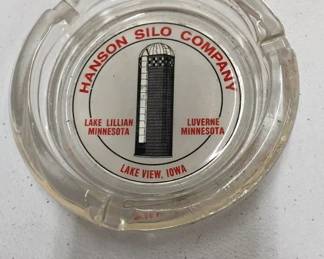 HANSON SILO COMPANY
LAKE LILLIAN
MINNESOTA
LUVERNE
MINNESOTA
LAKE VIEW, IOWA